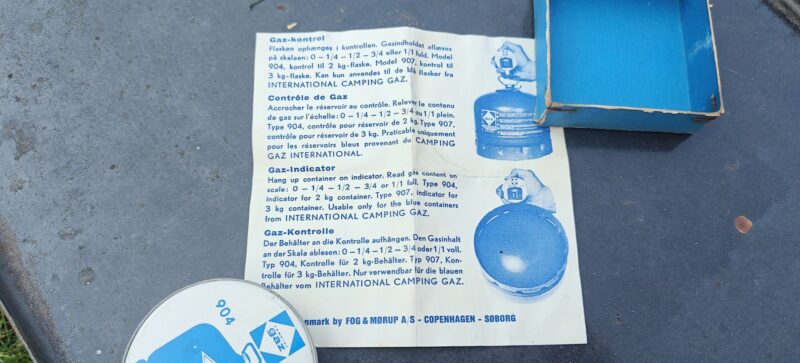 Gaz-kontrol
Flasken ophænges i kontrollen. Gasindholdet aflæses
på skalaen: 0 – 1/4 – 1/2 – 3/4 eller 1/1 fuld. Model
904, kontrol til 2 kg-flaske. Model 907, kontrol til
3 kg-flaske. Kan kun anvendes til de blå flasker fra
INTERNATIONAL CAMPING GAZ.
Contrôle de Gaz
Accrocher le réservoir au contrôle. Relever le contenu
de gaz sur l'échelle: 0 – 1/4 – 1/2 – 3/4 ou 1/1 plein.
Type 904, contrôle pour réservoir de 2 kg. Type 907,
contrôle pour réservoir de 3 kg. Praticable uniquement
pour les réservoirs bleus provenant du CAMPING
GAZ INTERNATIONAL.
Gaz-Indicator
Hang up container on indicator. Read gas content on
scale: 0 – 1/4 – 1/2 – 3/4 or 1/1 full. Type 904,
indicator for 2 kg container. Type 907, indicator for
3 kg container. Usable only for the blue containers
from INTERNATIONAL CAMPING GAZ.
Gaz-Kontrolle
Der Behälter an die Kontrolle aufhängen. Den Gasinhalt
an der Skala ablesen: 0 – 1/4 – 1/2 – 3/4 oder 1/1 voll.
Typ 904, Kontrolle für 2 kg-Behälter. Typ 907, Kon-
trolle für 3 kg-Behälter. Nur verwendbar für die blauen
Behälter vom INTERNATIONAL CAMPING GAZ.
nmark by FOG & MØRUP A/S - COPENHAGEN - SØBORG
904
gaz